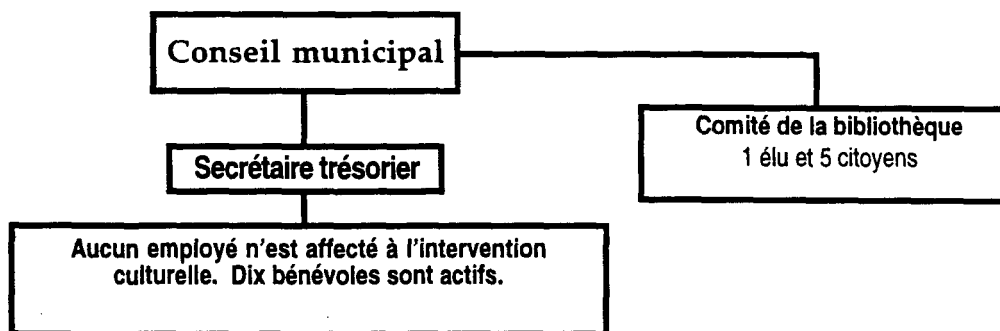 Conseil municipal
Comité de la bibliothèque
1 élu et 5 citoyens
Secrétaire trésorier
Aucun employé n'est affecté à l'intervention
culturelle. Dix bénévoles sont actifs.